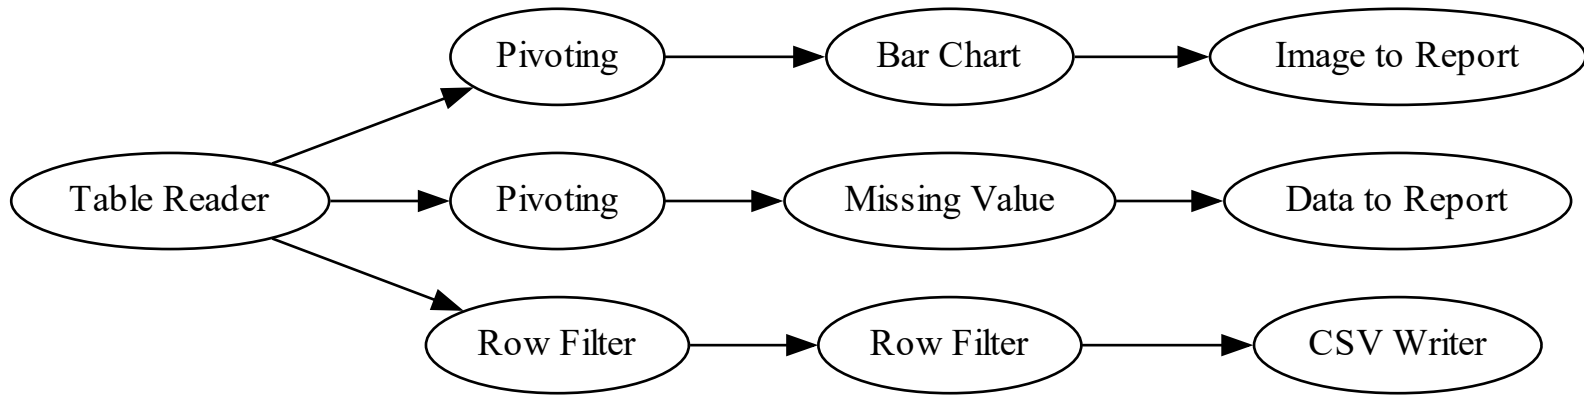 Pivoting
Bar Chart
Image to Report
Table Reader
Pivoting
Missing Value
Data to Report
Row Filter
Row Filter
CSV Writer